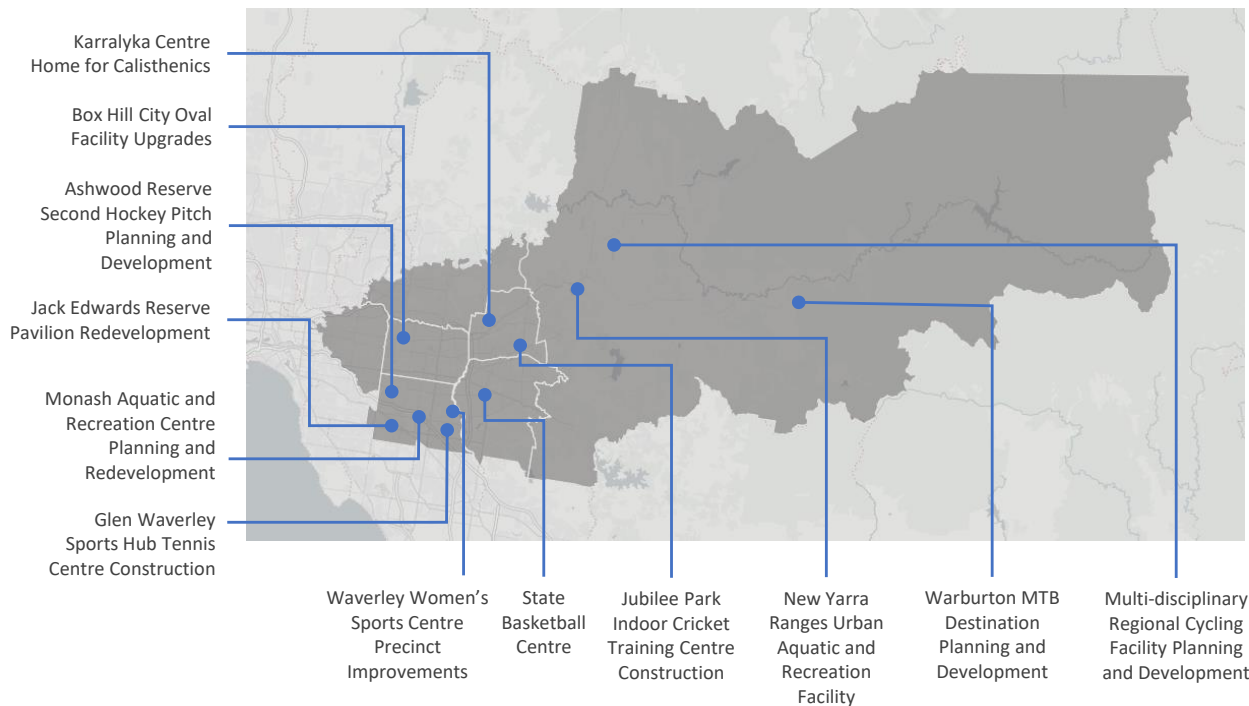 Karralyka Centre
Home for Calisthenics
Box Hill City Oval
Facility Upgrades
Ashwood Reserve
Second Hockey Pitch
Planning and
Development
Jack Edwards Reserve
Pavilion Redevelopment
Monash Aquatic and
Recreation Centre
Planning and
Redevelopment
Glen Waverley
Sports Hub Tennis
Centre Construction
Waverley Women’s
Sports Centre
Precinct
Improvements
State
Basketball
Centre
Jubilee Park
Indoor Cricket
Training Centre
Construction
New Yarra
Ranges Urban
Aquatic and
Recreation
Facility
Warburton MTB
Destination
Planning and
Development
Multi-disciplinary
Regional Cycling
Facility Planning
and Development